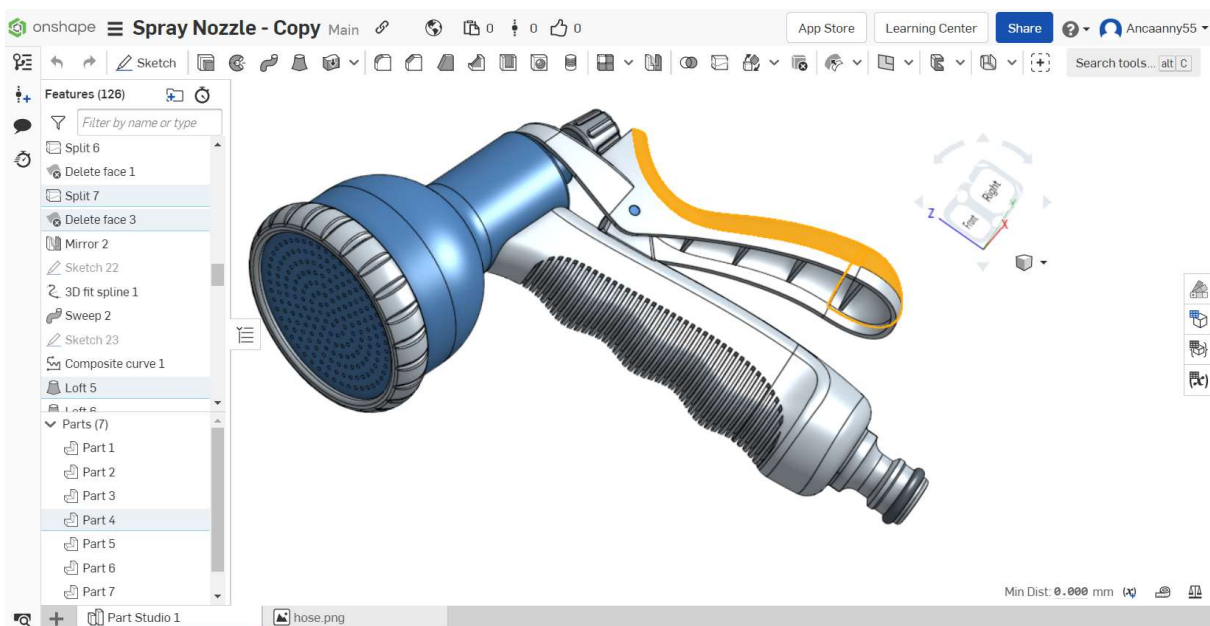 onshape Spray Nozzle - Copy Main 0 0 0 App Store Learning Center Share Ancaanny55
Sketch Search tools... alt C
Features (126)
Filter by name or type
Split 6
Delete face 1
Split 7
Delete face 3
Mirror 2
Sketch 22
3D fit spline 1
Sweep 2
Sketch 23
Composite curve 1
Loft 5
Loft 6
Parts (7)
Part 1
Part 2
Part 3
Part 4
Part 5
Part 6
Part 7
Right
Front
Z
X
(x)
Min Dist: 0.000 mm (x)
Part Studio 1 hose.png